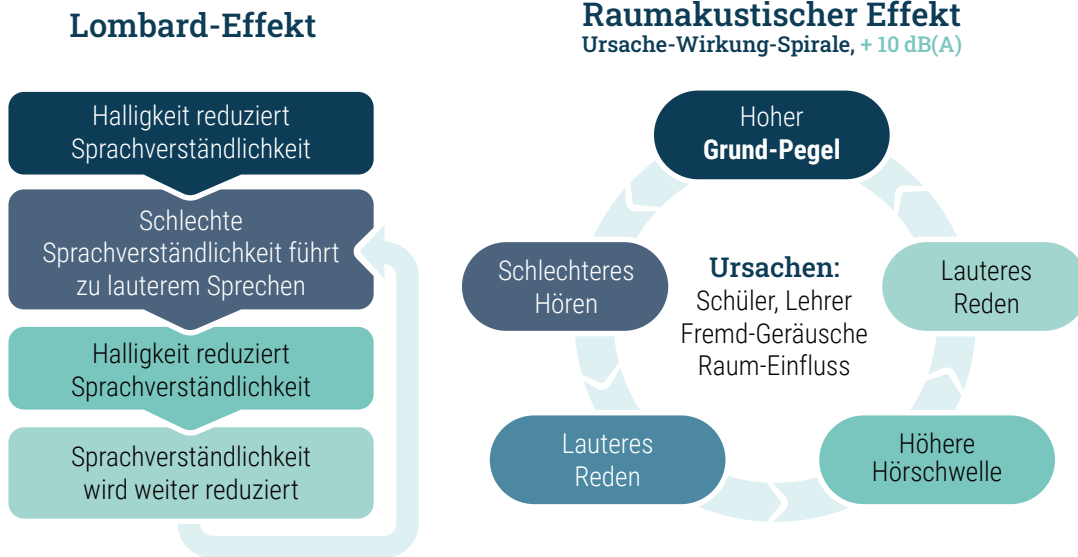 Lombard-Effekt
Halligkeit reduziert
Sprachverständlichkeit
Schlechte
Sprachverständlichkeit führt
zu lauterem Sprechen
Halligkeit reduziert
Sprachverständlichkeit
Sprachverständlichkeit
wird weiter reduziert
Raumakustischer Effekt
Ursache-Wirkung-Spirale, + 10 dB(A)
Hoher
Grund-Pegel
Schlechteres
Hören
Ursachen:
Schüler, Lehrer
Fremd-Geräusche
Raum-Einfluss
Lauteres
Reden
Lauteres
Reden
Höhere
Hörschwelle